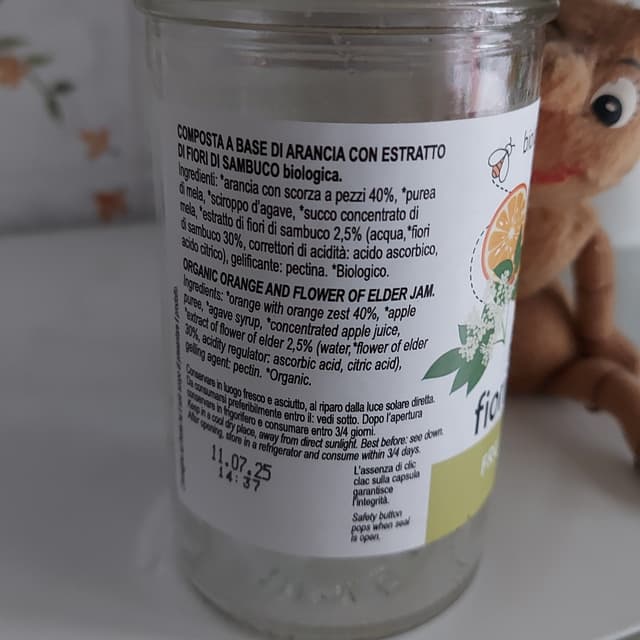 COMPOSTA A BASE DI ARANCIA CON ESTRATTO
DI FIORI DI SAMBUCO biologica.
Ingredienti: *arancia con scorza a pezzi 40%, *purea
di mela, *sciroppo d'agave, *succo concentrato di
mela, *estratto di fiori di sambuco 2,5% (acqua,*fiori
di sambuco 30%, correttori di acidità: acido ascorbico,
acido citrico), gelificante: pectina. *Biologico.
ORGANIC ORANGE AND FLOWER OF ELDER JAM.
Ingredients: *orange with orange zest 40%, *apple
puree, *agave syrup, *concentrated apple juice,
*extract of flower of elder 2,5% (water,*flower of elder
30%, acidity regulator: ascorbic acid, citric acid),
gelling agent: pectin. *Organic.
Conservare in luogo fresco e asciutto, al riparo dalla luce solare diretta.
Da consumarsi preferibilmente entro il: vedi sotto. Dopo l'apertura
conservare in frigorifero e consumare entro 3/4 giorni.
Keep in a cool dry place, away from direct sunlight. Best before: see down.
After opening, store in a refrigerator and consume within 3/4 days.
11.07.25
14:37
L'assenza di clic
clac sulla capsula
garantisce
l'integrità.
Safety button
pops when seal
is open.